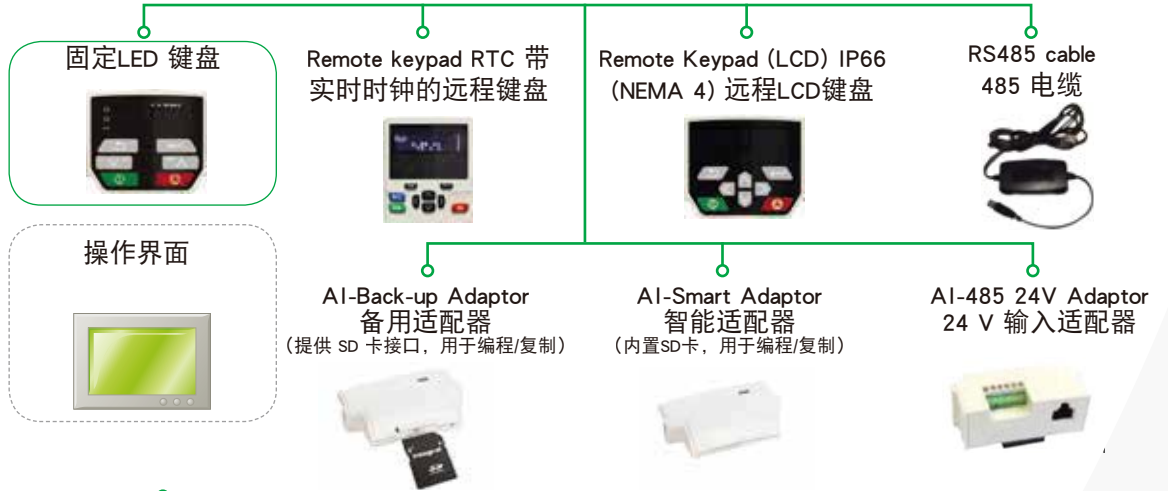 固定LED 键盘
Remote keypad RTC 带
实时时钟的远程键盘
Remote Keypad (LCD) IP66
(NEMA 4) 远程LCD键盘
RS485 cable
485 电缆
操作界面
AI-Back-up Adaptor
备用适配器
(提供 SD 卡接口，用于编程/复制)
AI-Smart Adaptor
智能适配器
(内置SD卡，用于编程/复制)
AI-485 24V Adaptor
24 V 输入适配器
integral